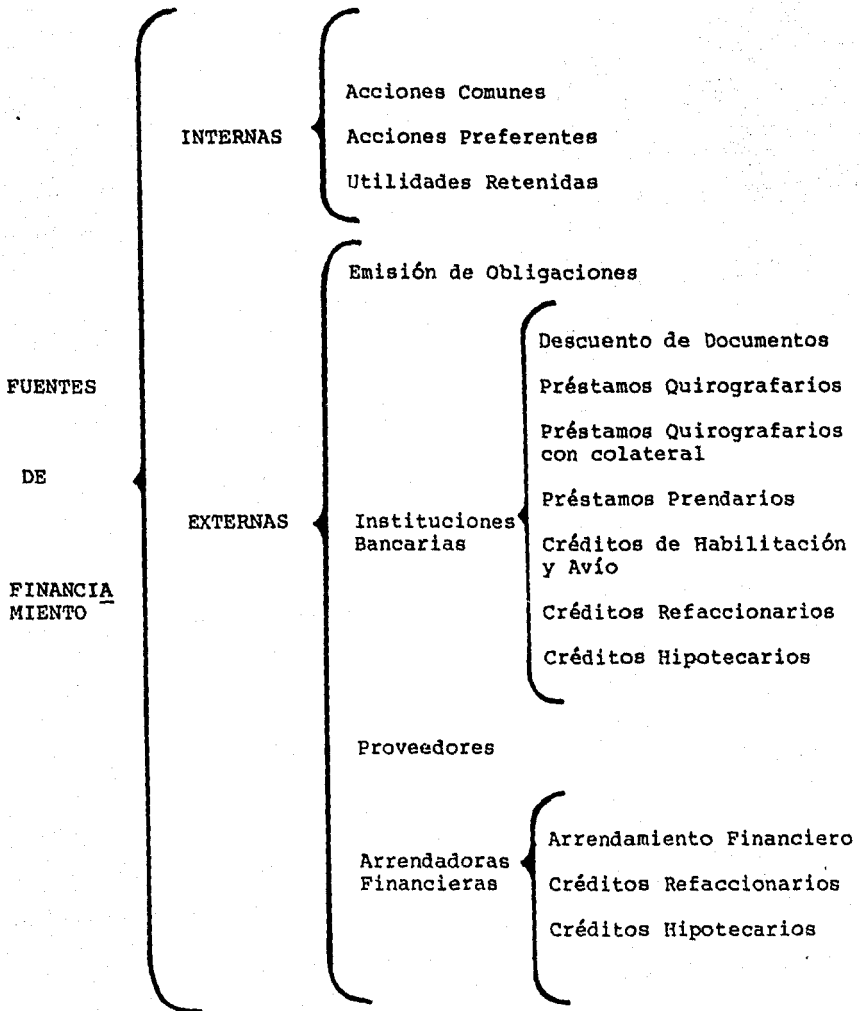 FUENTES
DE
FINANCIA
MIENTO
INTERNAS
Acciones Comunes
Acciones Preferentes
Utilidades Retenidas
EXTERNAS
Emisión de Obligaciones
Instituciones
Bancarias
Descuento de Documentos
Préstamos Quirografarios
Préstamos Quirografarios
con colateral
Préstamos Prendarios
Créditos de Habilitación
y Avío
Créditos Refaccionarios
Créditos Hipotecarios
Proveedores
Arrendadoras
Financieras
Arrendamiento Financiero
Créditos Refaccionarios
Créditos Hipotecarios